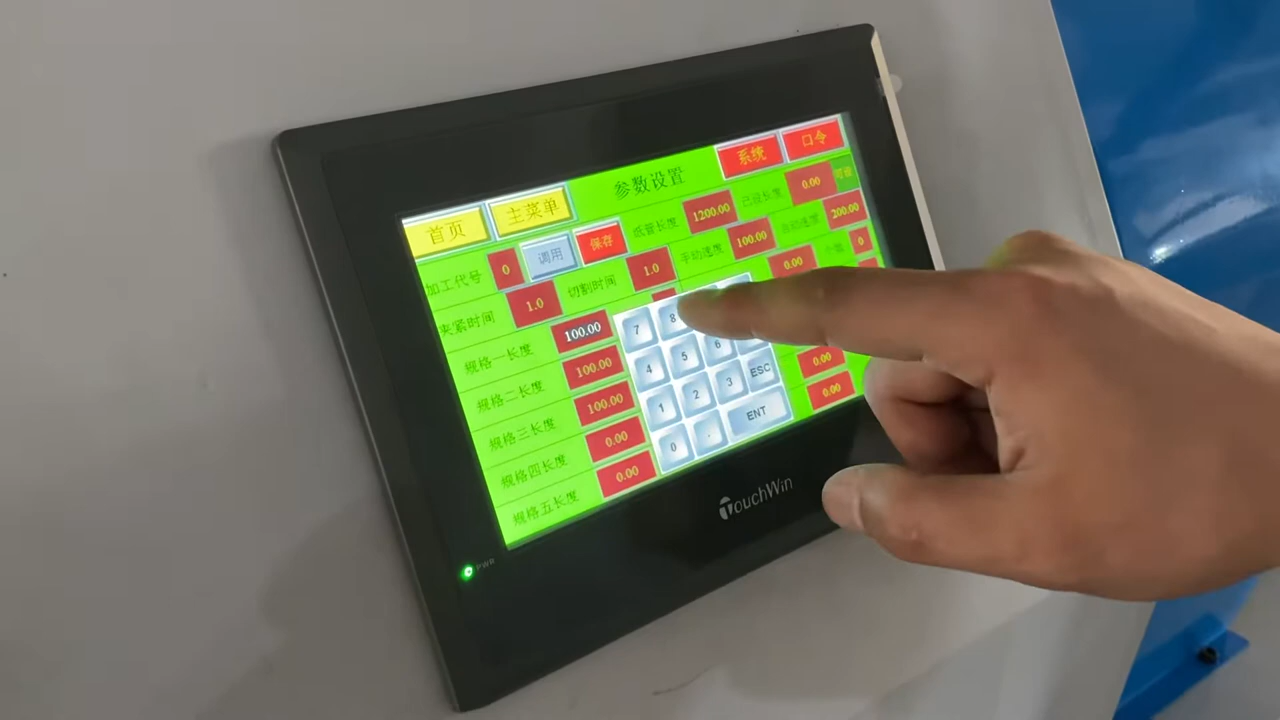 参数设置 系统 口令
首页 主菜单
加工代号 0 调用 保存 纸管长度 1200.00 已设长度 0.00
夹紧时间 1.0 切割时间 1.0 手动速度 100.00 自动速度 200.00
规格一长度 100.00 0.00 0
规格二长度 100.00
规格三长度 100.00
规格四长度 0.00 0.00
规格五长度 0.00 0.00
7 8
4 5 6
1 2 3 ESC
0 . ENT
TouchWin
PWR